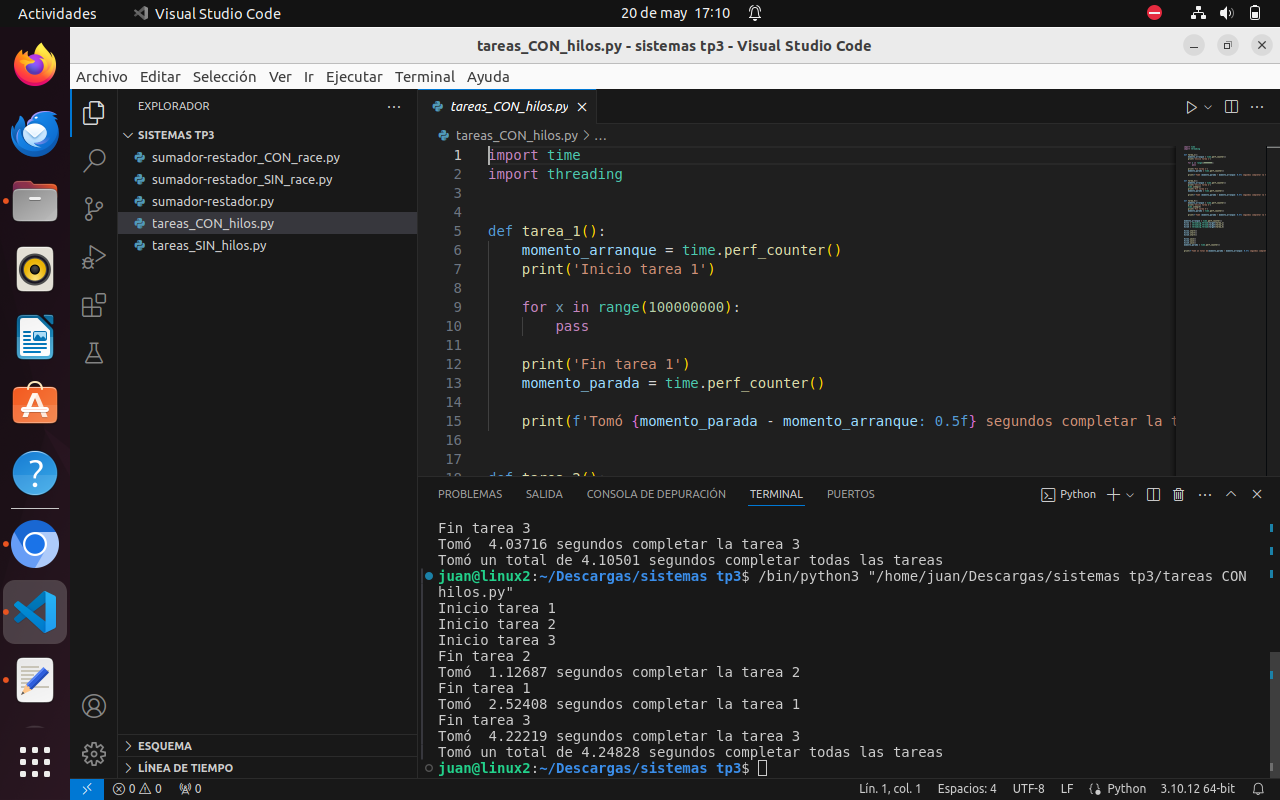 Actividades
Visual Studio Code
20 de may 17:10
tareas_CON_hilos.py - sistemas tp3 - Visual Studio Code
Archivo Editar Selección Ver Ir Ejecutar Terminal Ayuda
EXPLORADOR
SISTEMAS TP3
sumador-restador_CON_race.py
sumador-restador_SIN_race.py
sumador-restador.py
tareas_CON_hilos.py
tareas_SIN_hilos.py
ESQUEMA
LÍNEA DE TIEMPO
tareas_CON_hilos.py
tareas_CON_hilos.py > ...
1 import time
2 import threading
3
4
5 def tarea_1():
6 momento_arranque = time.perf_counter()
7 print('Inicio tarea 1')
8
9 for x in range(100000000):
10 pass
11
12 print('Fin tarea 1')
13 momento_parada = time.perf_counter()
14
15 print(f'Tomó {momento_parada - momento_arranque: 0.5f} segundos completar la t
16
17
18 def tarea_2():
PROBLEMAS SALIDA CONSOLA DE DEPURACIÓN TERMINAL PUERTOS
Python
Fin tarea 3
Tomó  4.03716 segundos completar la tarea 3
Tomó un total de 4.10501 segundos completar todas las tareas
juan@linux2:~/Descargas/sistemas tp3$ /bin/python3 "/home/juan/Descargas/sistemas tp3/tareas CON
hilos.py"
Inicio tarea 1
Inicio tarea 2
Inicio tarea 3
Fin tarea 2
Tomó  1.12687 segundos completar la tarea 2
Fin tarea 1
Tomó  2.52408 segundos completar la tarea 1
Fin tarea 3
Tomó  4.22219 segundos completar la tarea 3
Tomó un total de 4.24828 segundos completar todas las tareas
juan@linux2:~/Descargas/sistemas tp3$
0 0 0
Lín. 1, col. 1 Espacios: 4 UTF-8 LF Python 3.10.12 64-bit